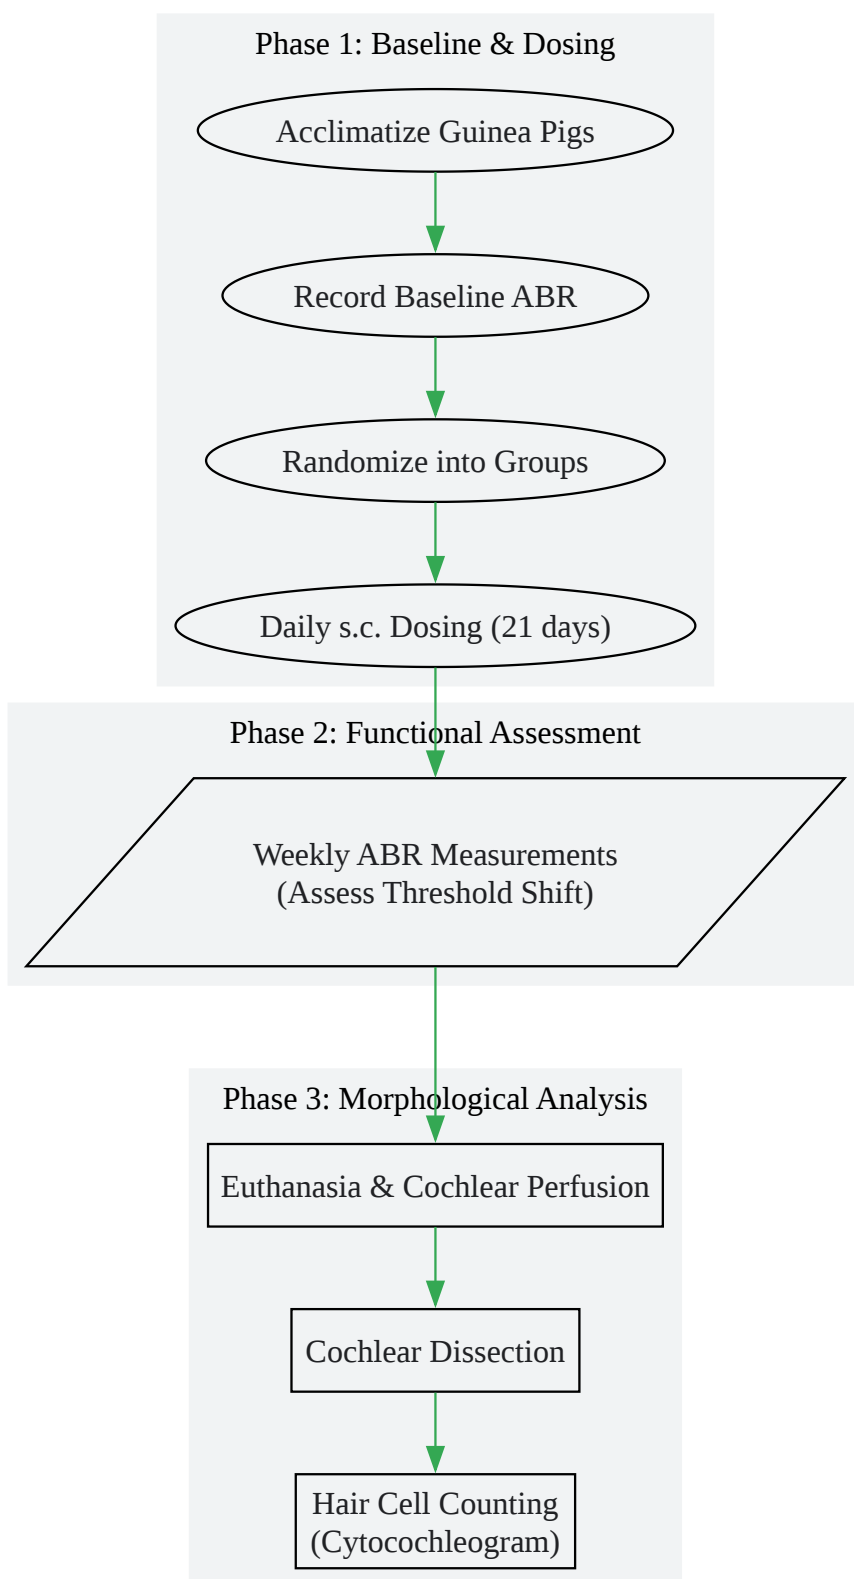 Phase 1: Baseline & Dosing
Acclimatize Guinea Pigs
Record Baseline ABR
Randomize into Groups
Daily s.c. Dosing (21 days)
Phase 2: Functional Assessment
Weekly ABR Measurements
(Assess Threshold Shift)
Phase 3: Morphological Analysis
Euthanasia & Cochlear Perfusion
Cochlear Dissection
Hair Cell Counting
(Cytocochleogram)